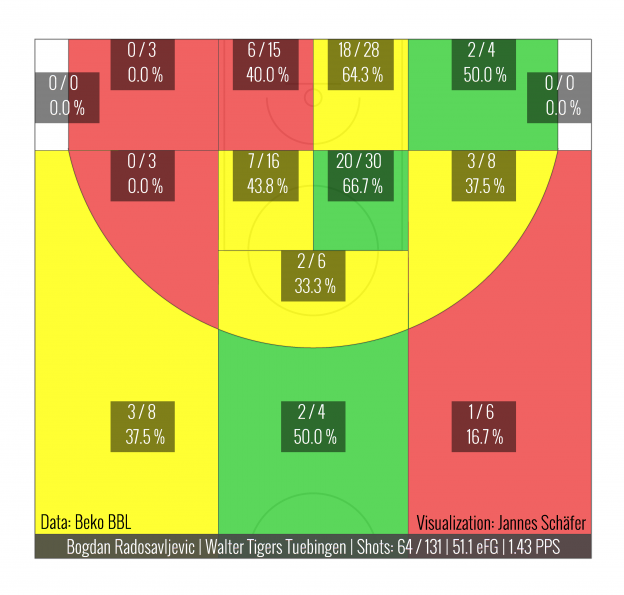 0 / 3
0.0 %
6 / 15
40.0 %
18 / 28
64.3 %
2 / 4
50.0 %
0 / 0
0.0 %
0 / 0
0.0 %
0 / 3
0.0 %
7 / 16
43.8 %
20 / 30
66.7 %
3 / 8
37.5 %
2 / 6
33.3 %
3 / 8
37.5 %
2 / 4
50.0 %
1 / 6
16.7 %
Data: Beko BBL
Visualization: Jannes Schäfer
Bogdan Radosavljevic | Walter Tigers Tuebingen | Shots: 64 / 131 | 51.1 eFG | 1.43 PPS